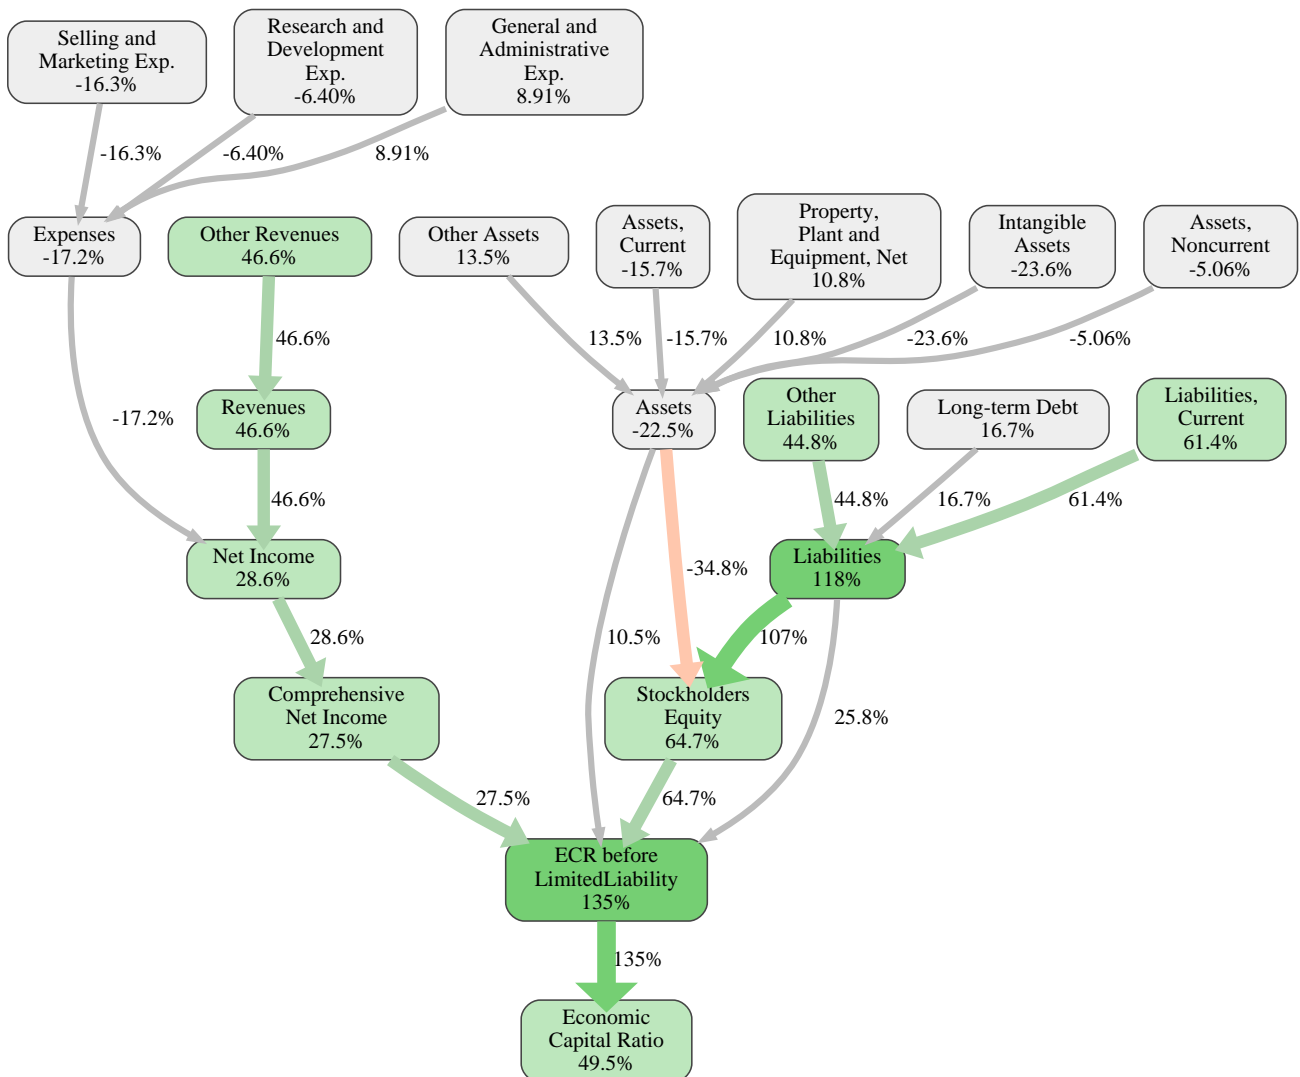 Selling and
Marketing Exp.
-16.3%
Research and
Development
Exp.
-6.40%
General and
Administrative
Exp.
8.91%
-16.3%
-6.40%
8.91%
Expenses
-17.2%
Other Revenues
46.6%
Other Assets
13.5%
Assets,
Current
-15.7%
Property,
Plant and
Equipment, Net
10.8%
Intangible
Assets
-23.6%
Assets,
Noncurrent
-5.06%
46.6%
13.5%
-15.7%
10.8%
-23.6%
-5.06%
-17.2%
Revenues
46.6%
Assets
-22.5%
Other
Liabilities
44.8%
Long-term Debt
16.7%
Liabilities,
Current
61.4%
46.6%
44.8%
16.7%
61.4%
Net Income
28.6%
-34.8%
Liabilities
118%
28.6%
10.5%
107%
Comprehensive
Net Income
27.5%
Stockholders
Equity
64.7%
25.8%
27.5%
64.7%
ECR before
LimitedLiability
135%
135%
Economic
Capital Ratio
49.5%